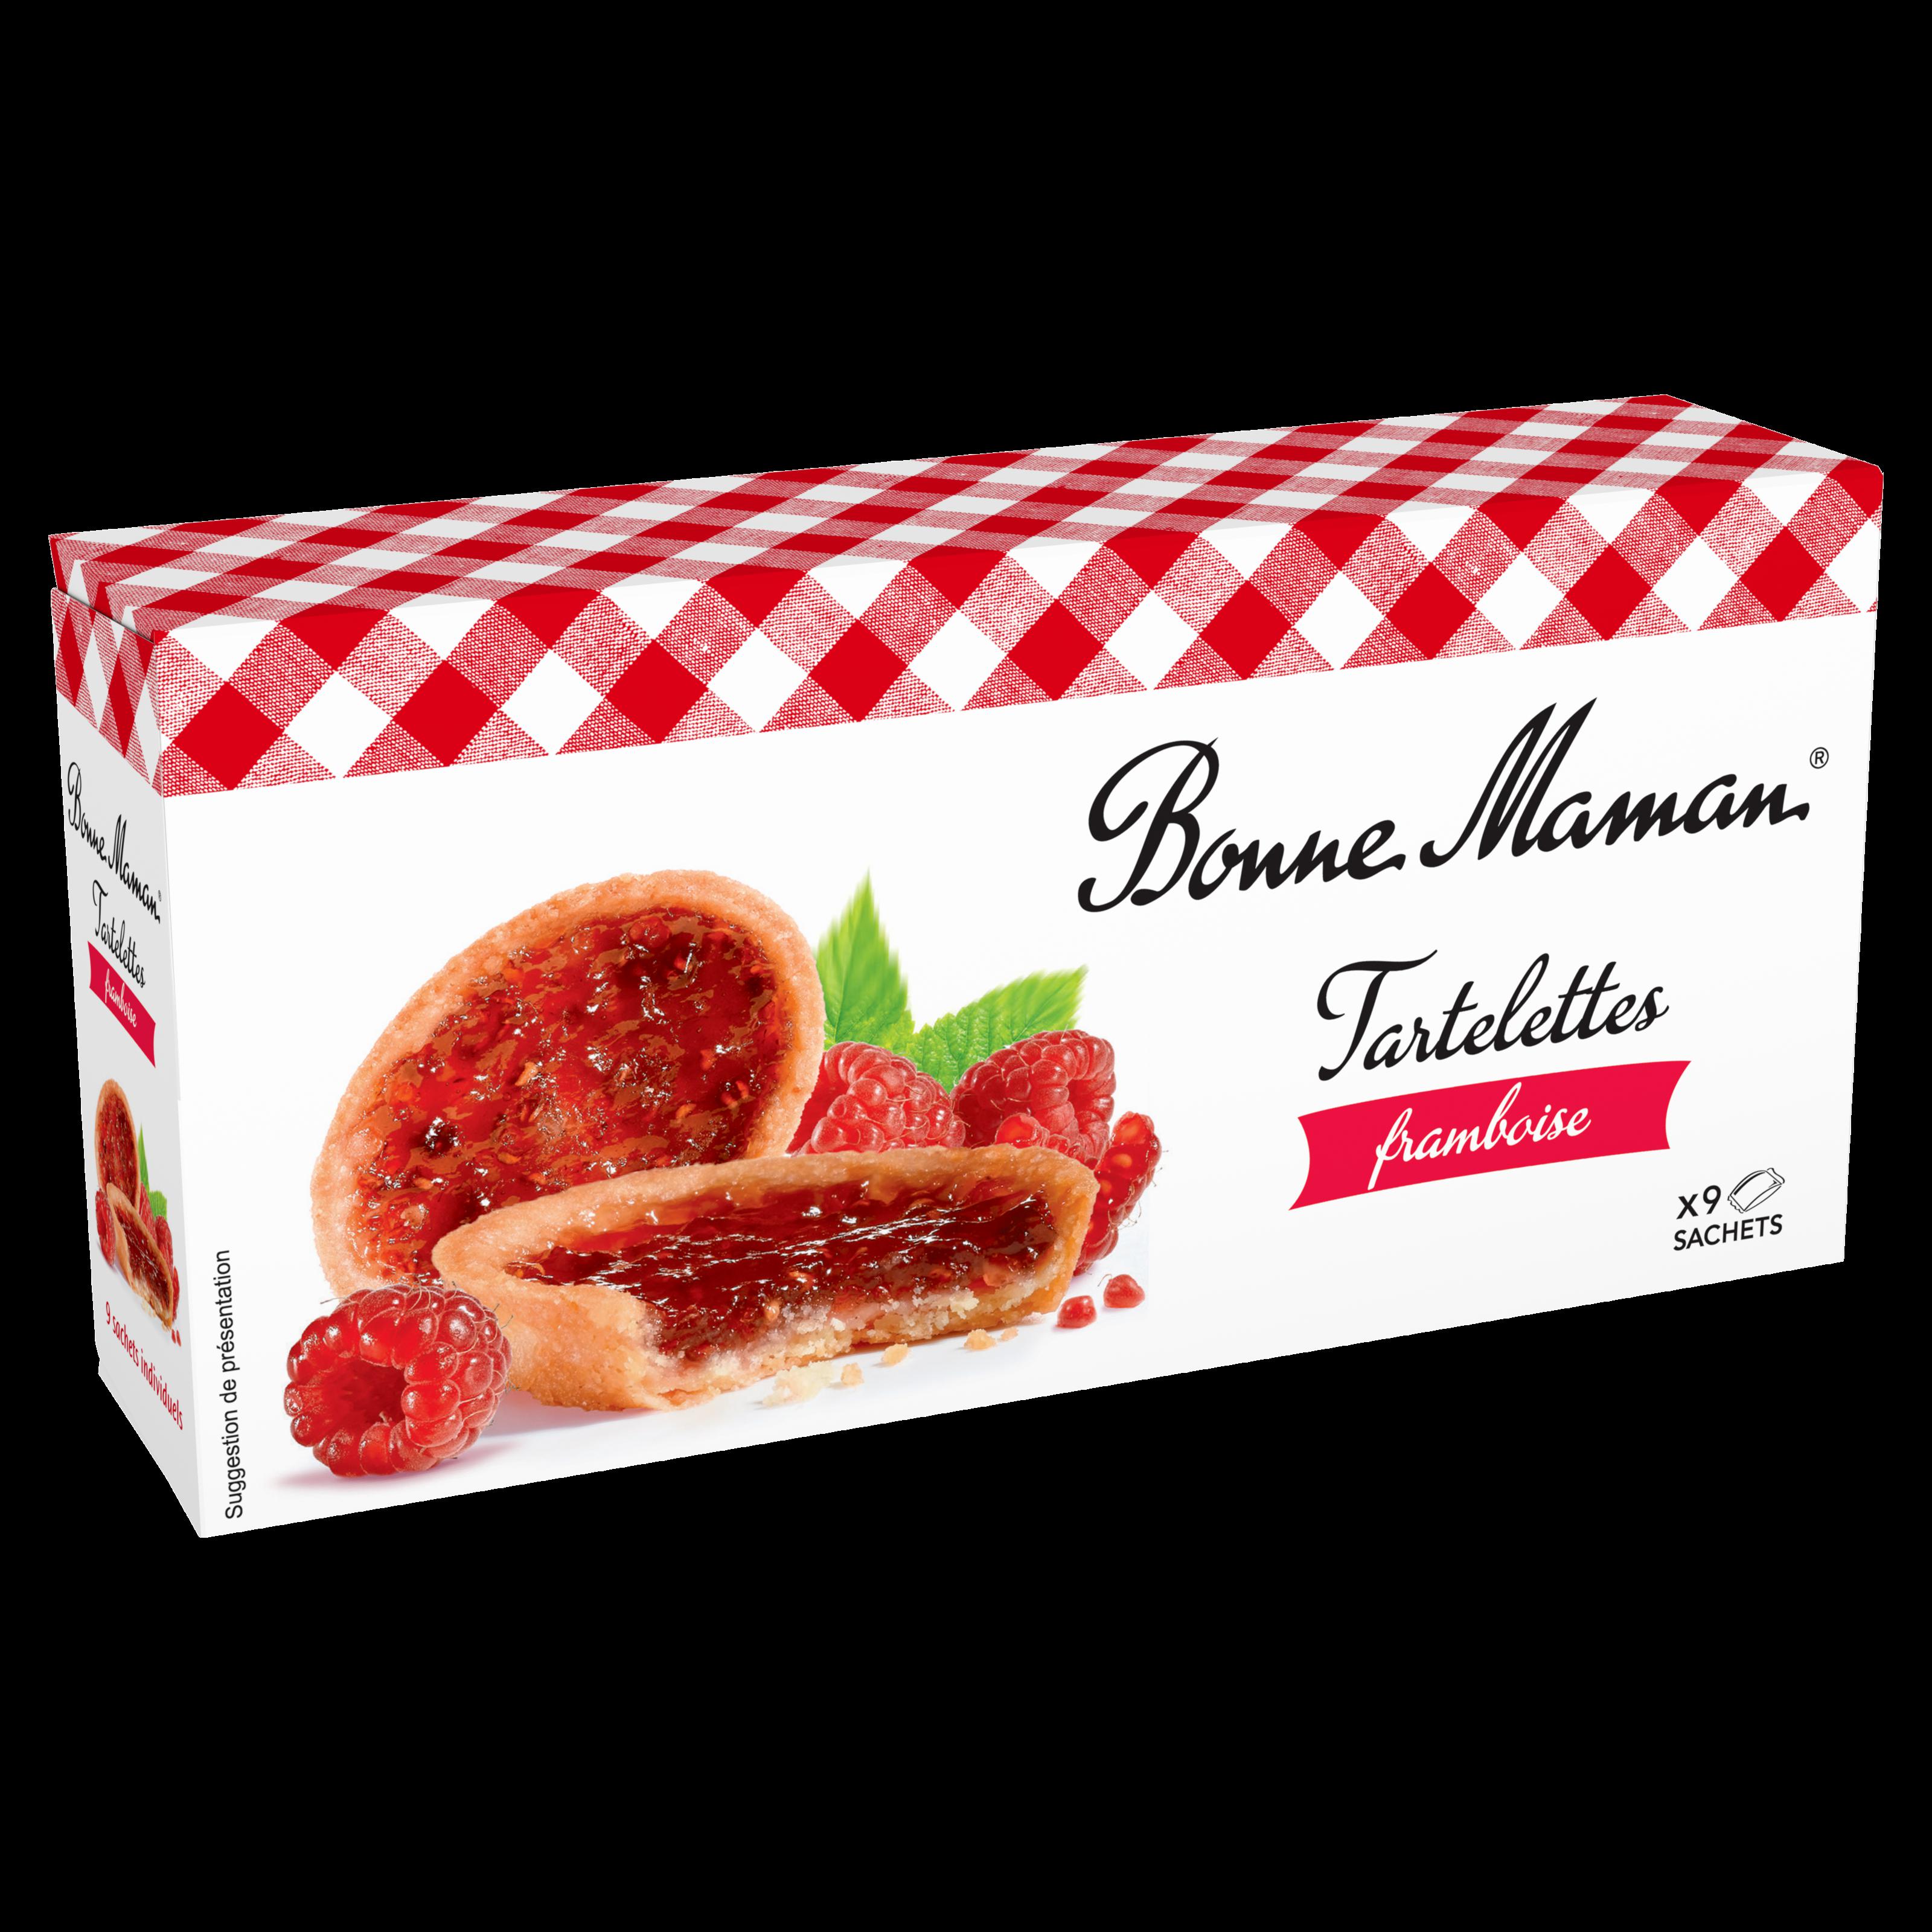 Bonne Maman®
Tartelettes
framboise
x9
SACHETS
Suggestion de présentation
Bonne Maman®
Tartelettes
framboise
9 sachets individuels